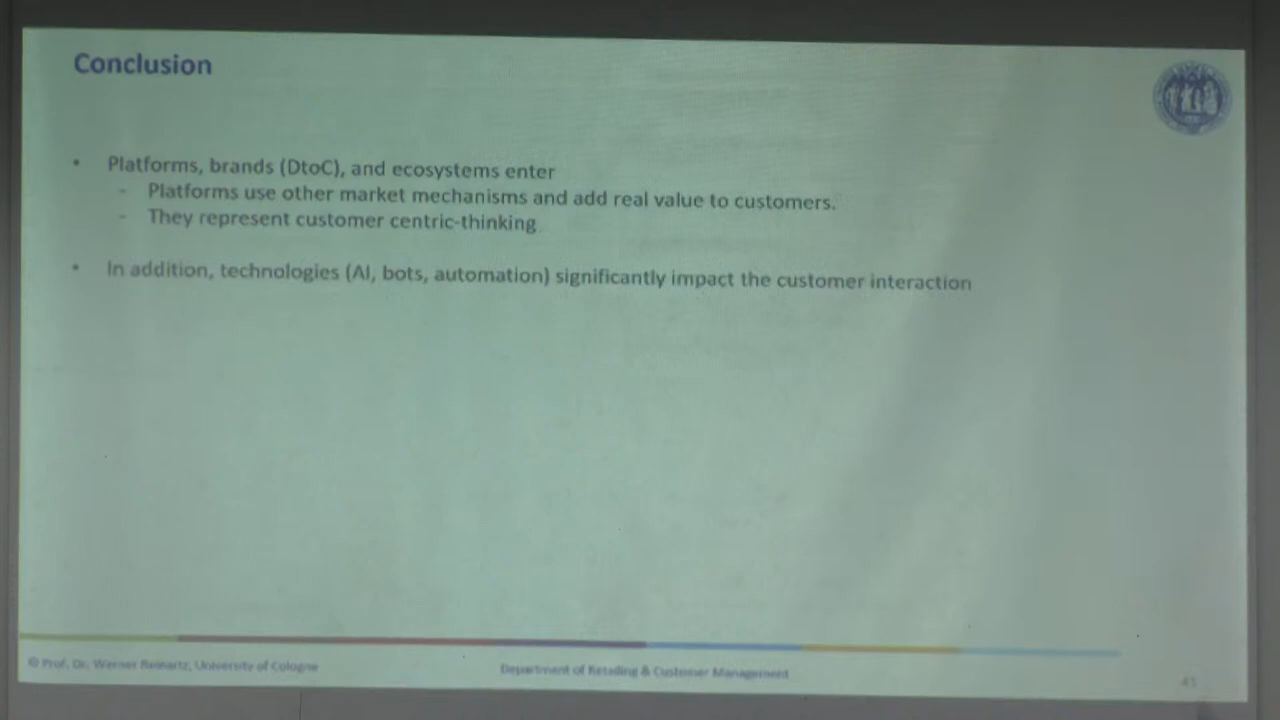 Conclusion
• Platforms, brands (DtoC), and ecosystems enter
- Platforms use other market mechanisms and add real value to customers.
- They represent customer centric-thinking
• In addition, technologies (AI, bots, automation) significantly impact the customer interaction
© Prof. Dr. Werner Reinartz, University of Cologne
Department of Retailing & Customer Management